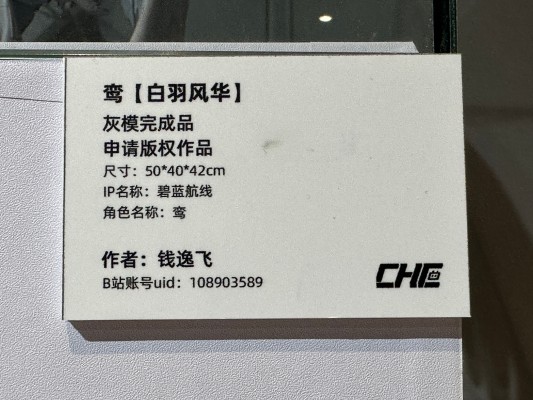 鸾【白羽风华】
灰模完成品
申请版权作品
尺寸：50*40*42cm
IP名称：碧蓝航线
角色名称：鸾
作者：钱逸飞
B站账号uid：108903589
CHE